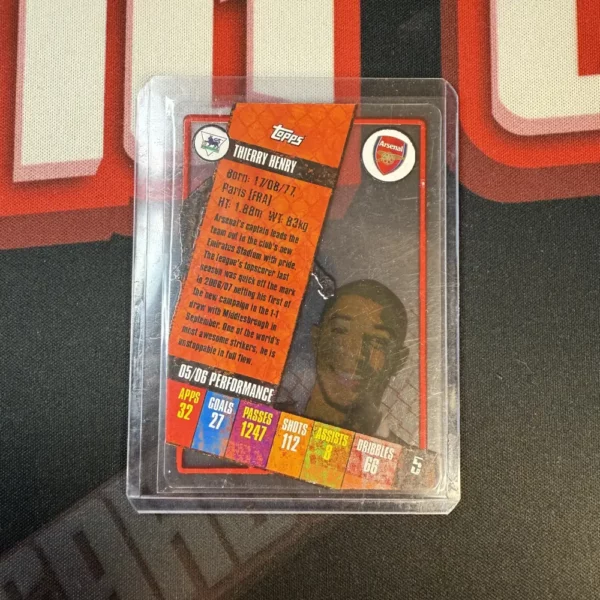 Topps
THIERRY HENRY
Arsenal
Born: 17/08/77,
Paris (FRA)
HT: 1.88m WT: 83kg
Arsenal's captain leads the
team out in the club's new
Emirates Stadium with pride.
The League's topscorer last
season was quick off the mark
in 2006/07 netting his first of
the new campaign in the 1-1
draw with Middlesbrough in
September. One of the world's
most awesome strikers, he is
unstoppable in full flow.
05/06 PERFORMANCE
APPS GOALS PASSES SHOTS ASSISTS DRIBBLES
32 27 1247 112 8 66